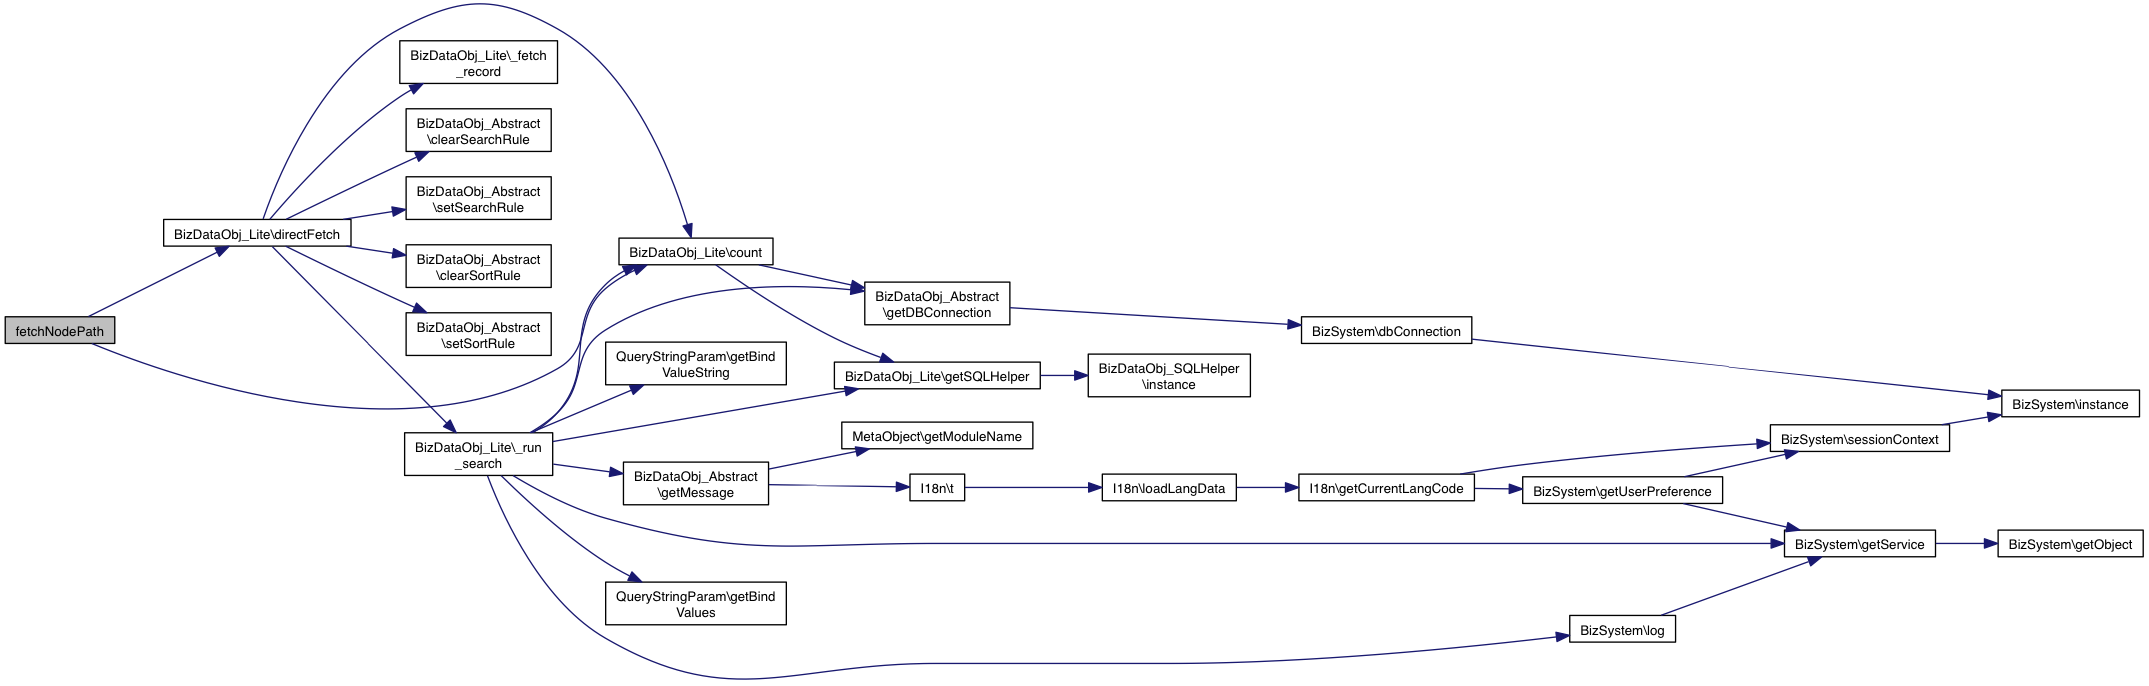 fetchNodePath
BizDataObj_Lite\directFetch
BizDataObj_Lite\_fetch
_record
BizDataObj_Abstract
\clearSearchRule
BizDataObj_Abstract
\setSearchRule
BizDataObj_Abstract
\clearSortRule
BizDataObj_Abstract
\setSortRule
BizDataObj_Lite\_run
_search
BizDataObj_Lite\count
QueryStringParam\getBind
ValueString
BizDataObj_Abstract
\getMessage
QueryStringParam\getBind
Values
BizDataObj_Abstract
\getDBConnection
BizDataObj_Lite\getSQLHelper
MetaObject\getModuleName
I18n\t
BizDataObj_SQLHelper
\instance
I18n\loadLangData
BizSystem\dbConnection
I18n\getCurrentLangCode
BizSystem\getUserPreference
BizSystem\log
BizSystem\sessionContext
BizSystem\getService
BizSystem\instance
BizSystem\getObject